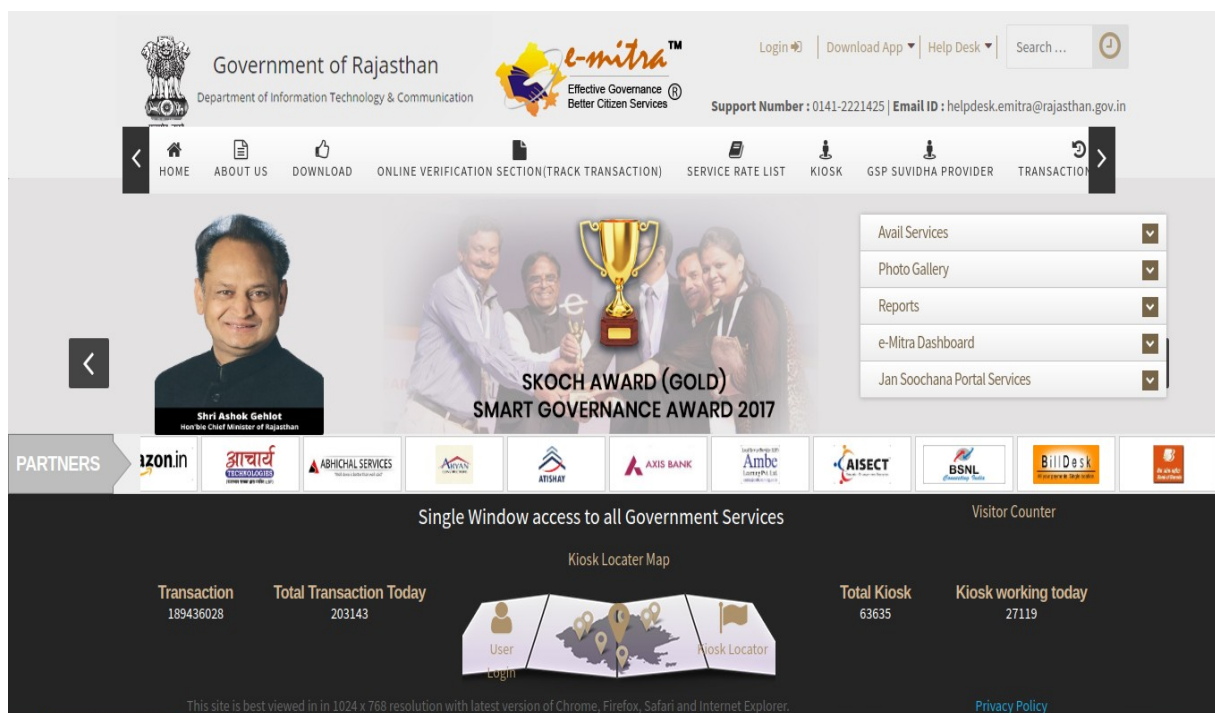 Government of Rajasthan
Department of Information Technology & Communication
e-mitra™
Effective Governance ®
Better Citizen Services
Login
Download App
Help Desk
Search ...
Support Number : 0141-2221425 | Email ID : helpdesk.emitra@rajasthan.gov.in
HOME
ABOUT US
DOWNLOAD
ONLINE VERIFICATION SECTION(TRACK TRANSACTION)
SERVICE RATE LIST
KIOSK
GSP SUVIDHA PROVIDER
TRANSACTION
Avail Services
Photo Gallery
Reports
e-Mitra Dashboard
Jan Soochana Portal Services
SKOCH AWARD (GOLD)
SMART GOVERNANCE AWARD 2017
Shri Ashok Gehlot
Hon'ble Chief Minister of Rajasthan
PARTNERS
azon.in
आचार्य
TECHNOLOGIES
ABHICHAL SERVICES
ARYAN
ATISHAY
AXIS BANK
Ambe
AISECT
BSNL
Connecting India
BillDesk
Single Window access to all Government Services
Visitor Counter
Kiosk Locater Map
Transaction
189436028
Total Transaction Today
203143
User
Login
Kiosk Locator
Total Kiosk
63635
Kiosk working today
27119
This site is best viewed in in 1024 x 768 resolution with latest version of Chrome, Firefox, Safari and Internet Explorer.
Privacy Policy